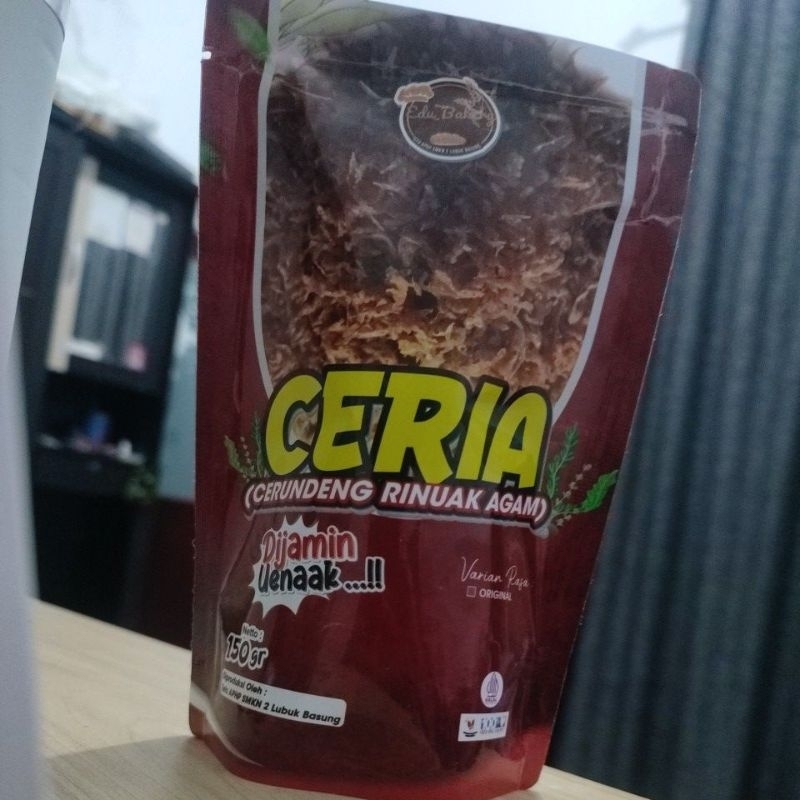 Edu Bakery
CERIA
(CERUNDENG RINUAK AGAM)
Dijamin
Uenaak ...!!
Varian Rasa
ORIGINAL
Netto :
150 gr
Diproduksi Oleh :
APHP SMKN 2 Lubuk Basung